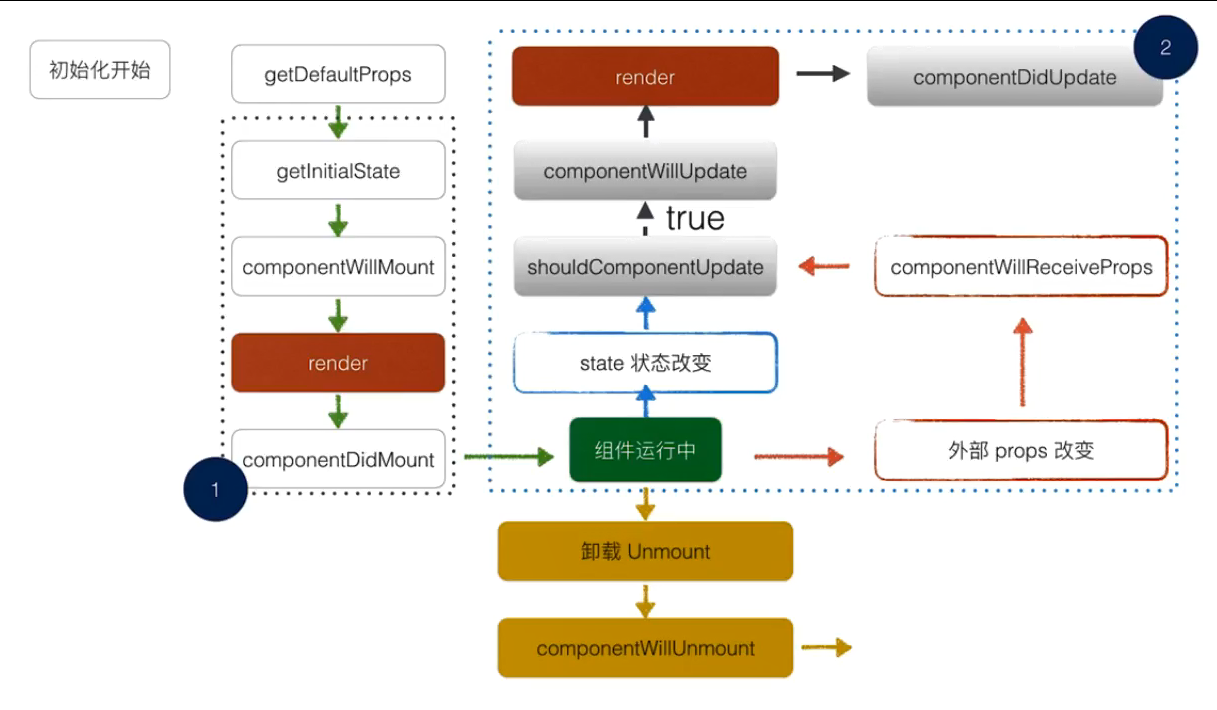 初始化开始
getDefaultProps
getInitialState
componentWillMount
render
componentDidMount
1
2
render
componentDidUpdate
componentWillUpdate
true
shouldComponentUpdate
componentWillReceiveProps
state 状态改变
组件运行中
外部 props 改变
卸载 Unmount
componentWillUnmount